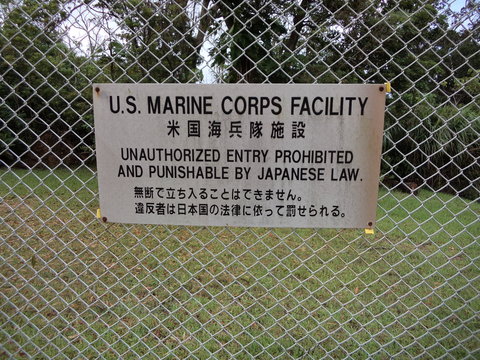 U.S. MARINE CORPS FACILITY
米国海兵隊施設
UNAUTHORIZED ENTRY PROHIBITED
AND PUNISHABLE BY JAPANESE LAW.
無断で立ち入ることはできません。
違反者は日本国の法律に依って罰せられる。